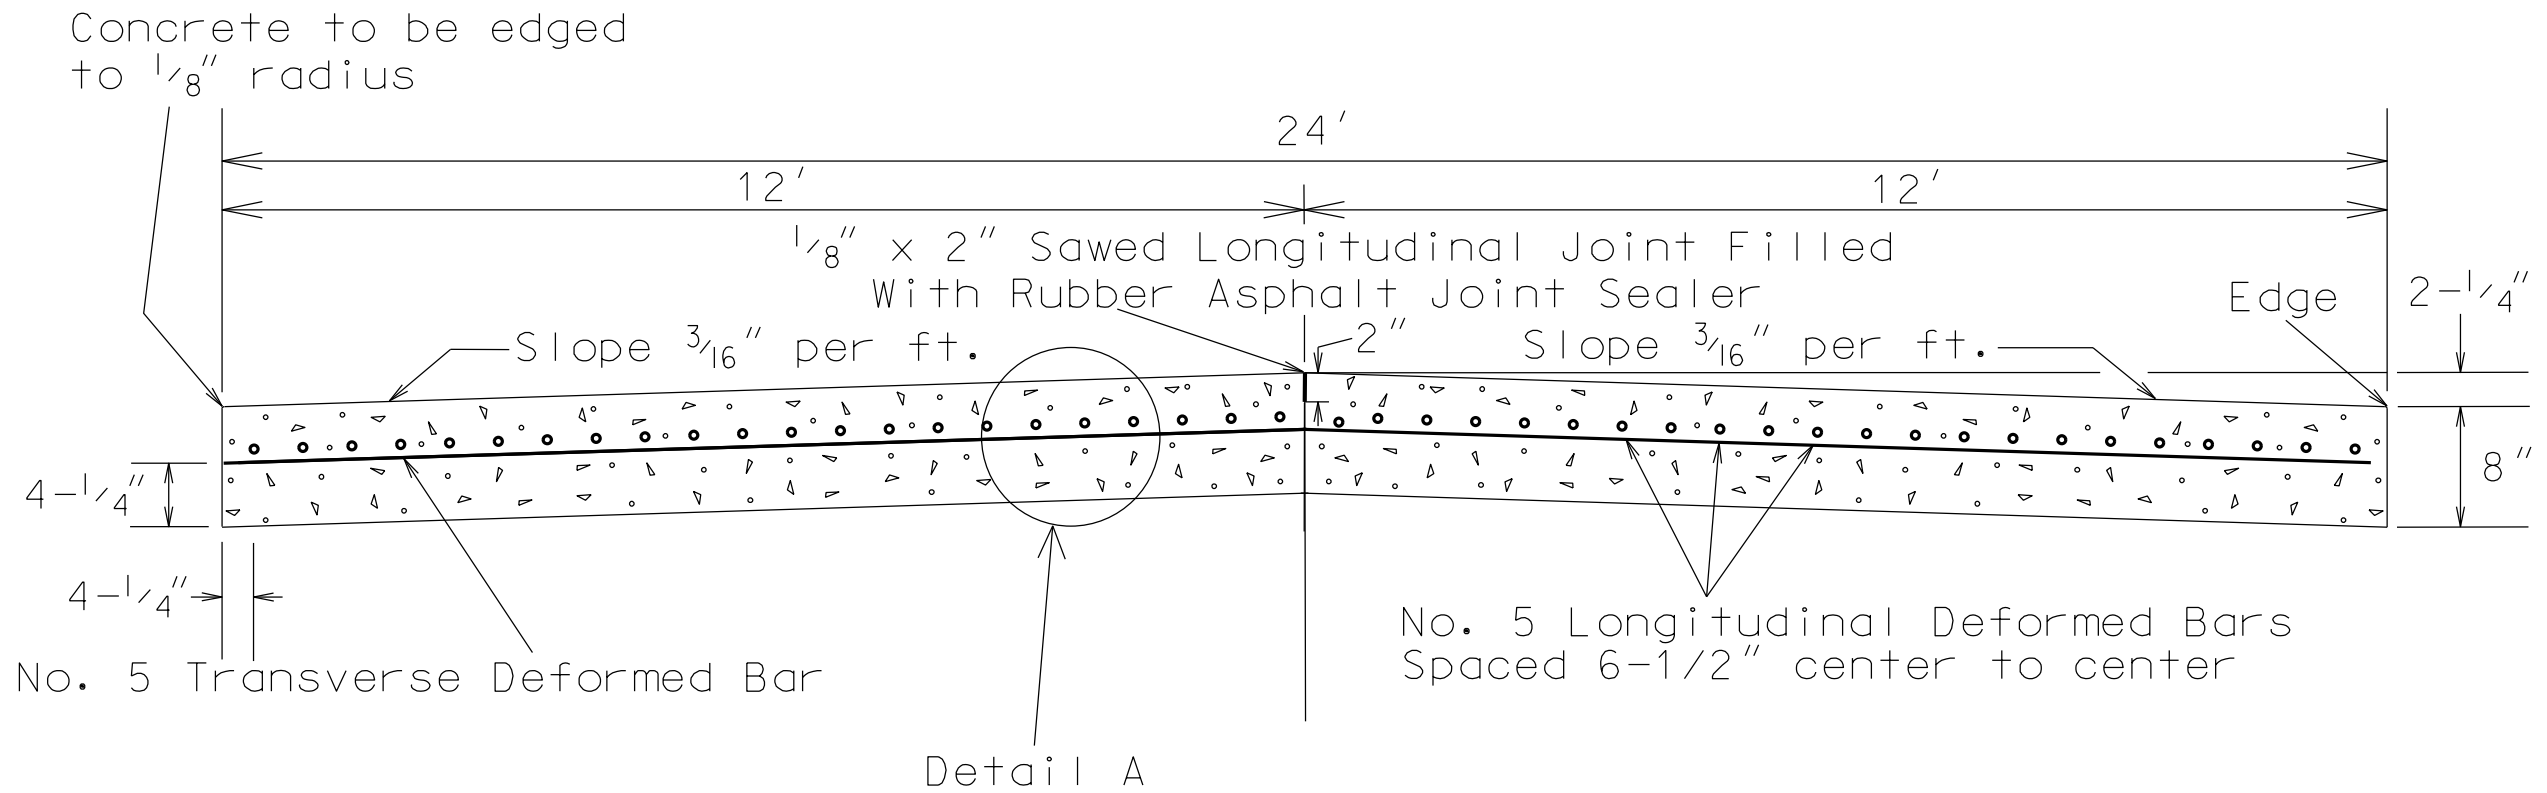 Concrete to be edged
to 1/8" radius
24'
12'
12'
1/8" x 2" Sawed Longitudinal Joint Filled
With Rubber Asphalt Joint Sealer
Edge
2-1/4"
Slope 3/16" per ft.
2"
Slope 3/16" per ft.
4-1/4"
8"
4-1/4"
No. 5 Transverse Deformed Bar
No. 5 Longitudinal Deformed Bars
Spaced 6-1/2" center to center
Detail A